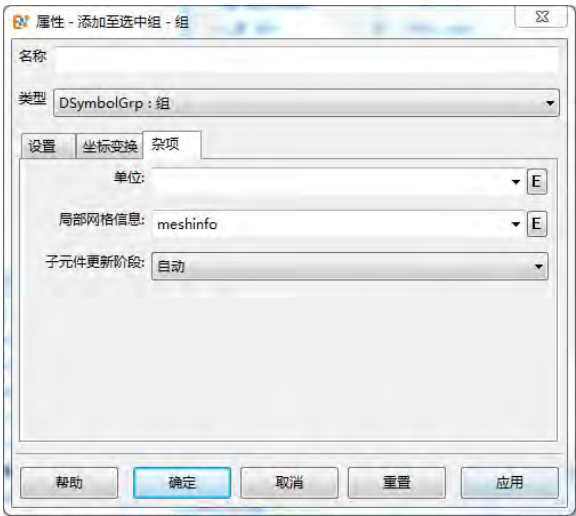 属性 - 添加至选中组 - 组
名称
类型 DSymbolGrp : 组
设置 坐标变换 杂项
单位: E
局部网格信息: meshinfo E
子元件更新阶段: 自动
帮助 确定 取消 重置 应用